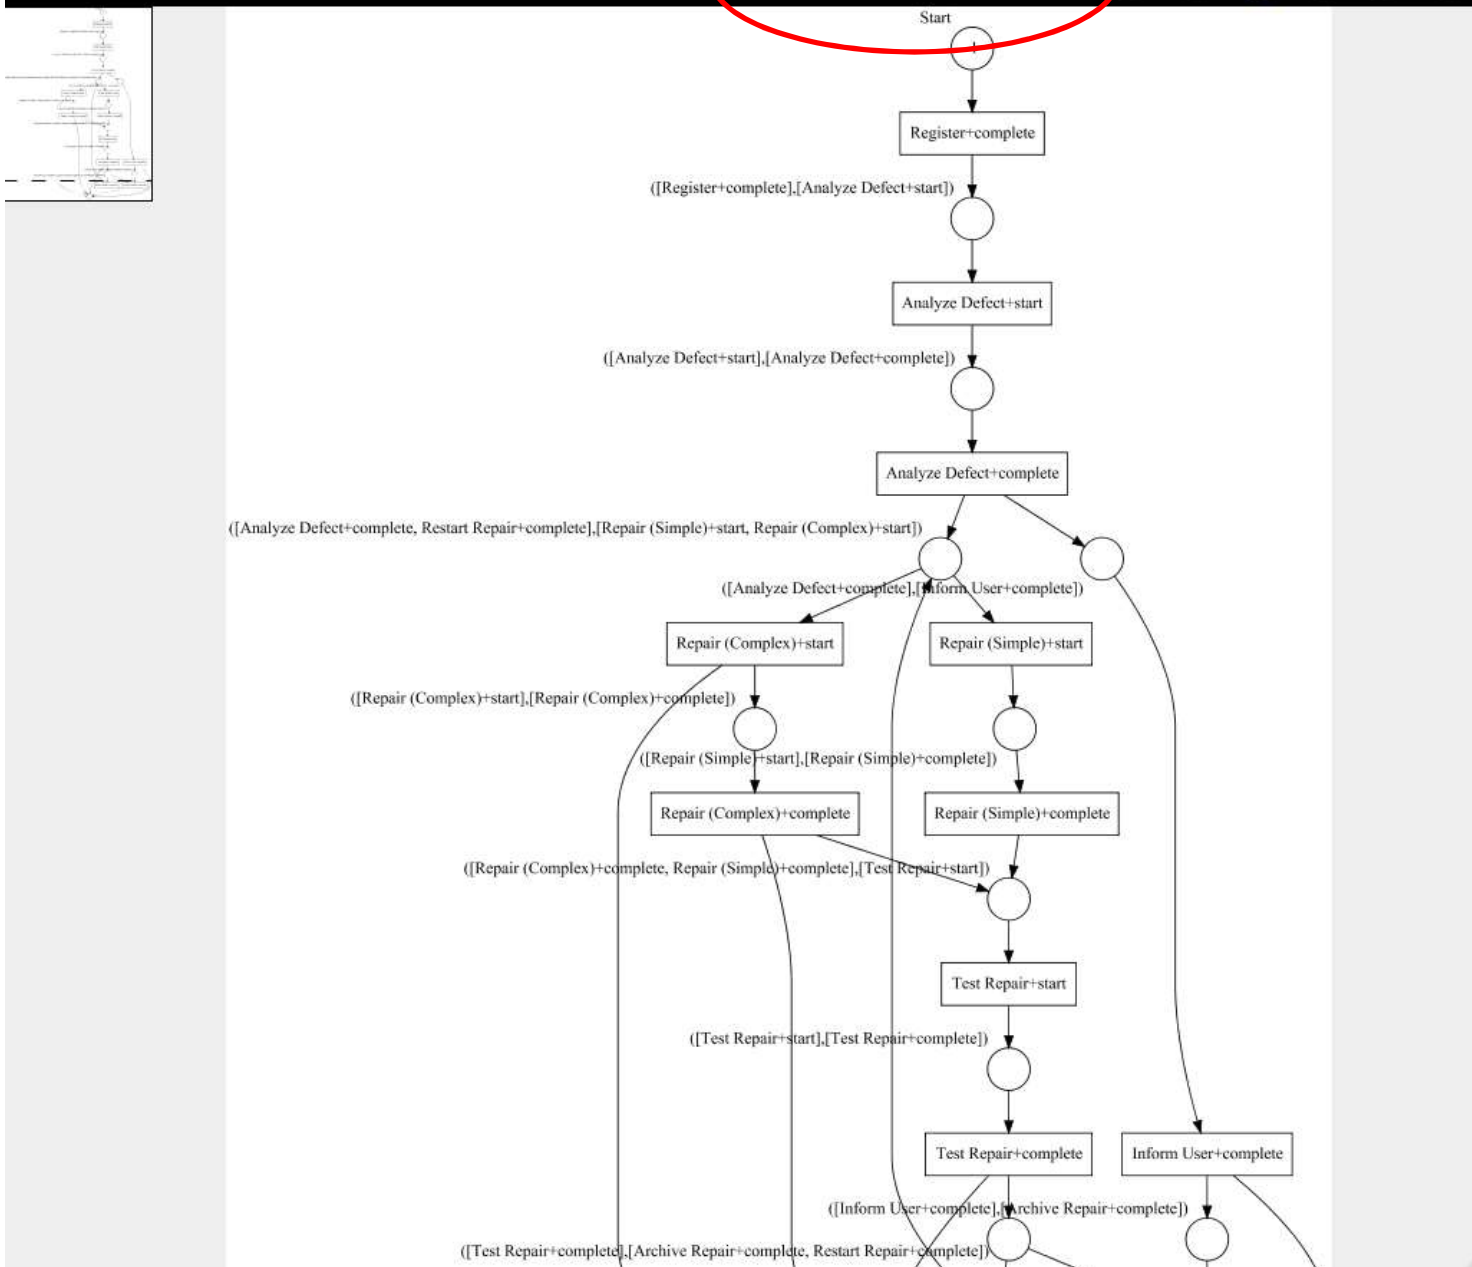 Start
Register+complete
([Register+complete],[Analyze Defect+start])
Analyze Defect+start
([Analyze Defect+start],[Analyze Defect+complete])
Analyze Defect+complete
([Analyze Defect+complete, Restart Repair+complete],[Repair (Simple)+start, Repair (Complex)+start])
([Analyze Defect+complete],[Inform User+complete])
Repair (Complex)+start
Repair (Simple)+start
([Repair (Complex)+start],[Repair (Complex)+complete])
([Repair (Simple)+start],[Repair (Simple)+complete])
Repair (Complex)+complete
Repair (Simple)+complete
([Repair (Complex)+complete, Repair (Simple)+complete],[Test Repair+start])
Test Repair+start
([Test Repair+start],[Test Repair+complete])
Test Repair+complete
Inform User+complete
([Inform User+complete],[Archive Repair+complete])
([Test Repair+complete],[Archive Repair+complete, Restart Repair+complete])